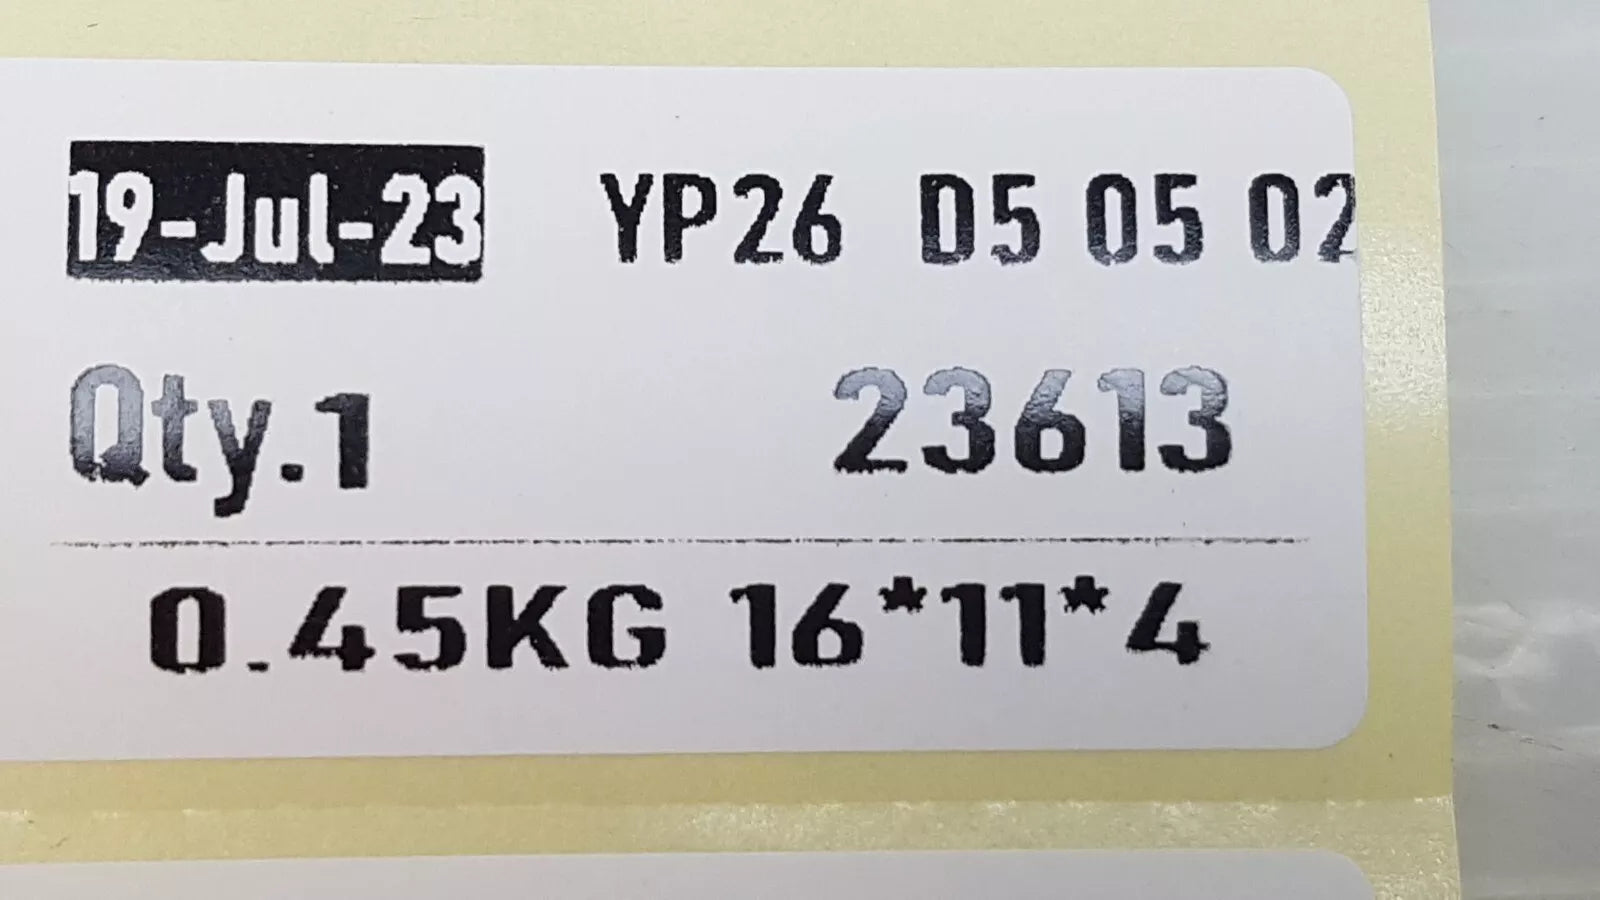 19-Jul-23 YP26 D5 05 02
Qty.1 23613
0.45KG 16*11*4